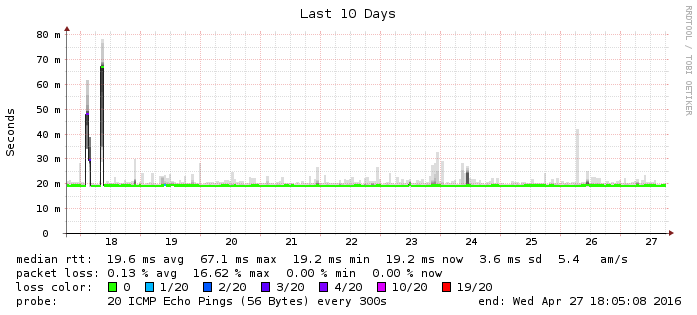 Last 10 Days
RRDTOOL / TOBI OETIKER
Seconds
80 m
70 m
60 m
50 m
40 m
30 m
20 m
10 m
0
18 19 20 21 22 23 24 25 26 27
median rtt: 19.6 ms avg 67.1 ms max 19.2 ms min 19.2 ms now 3.6 ms sd 5.4 am/s
packet loss: 0.13 % avg 16.62 % max 0.00 % min 0.00 % now
loss color: 0 1/20 2/20 3/20 4/20 10/20 19/20
probe: 20 ICMP Echo Pings (56 Bytes) every 300s end: Wed Apr 27 18:05:08 2016